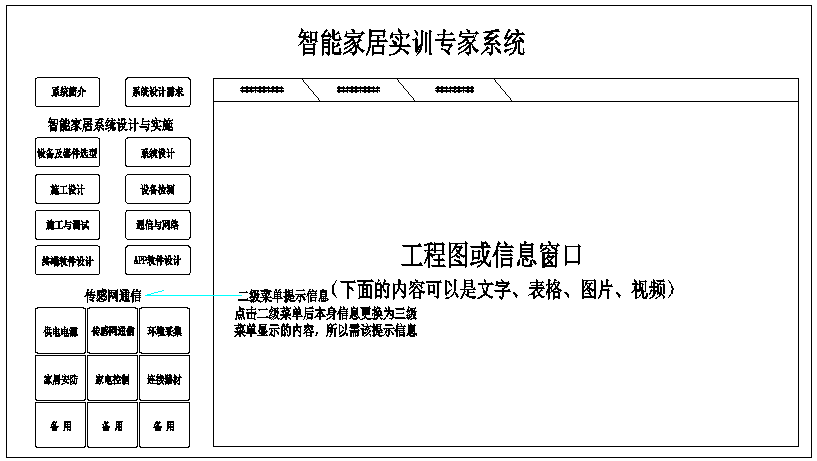 智能家居实训专家系统
系统简介
系统设计需求
#########
#########
########
智能家居系统设计与实施
设备及器件选型
系统设计
施工设计
设备检测
施工与调试
通信与网络
终端软件设计
APP软件设计
工程图或信息窗口
(下面的内容可以是文字、表格、图片、视频)
传感网通信
二级菜单提示信息
点击二级菜单后本身信息更换为三级
菜单显示的内容，所以需该提示信息
供电电源
传感网通信
环境采集
家居安防
家电控制
连接器材
备 用
备 用
备 用